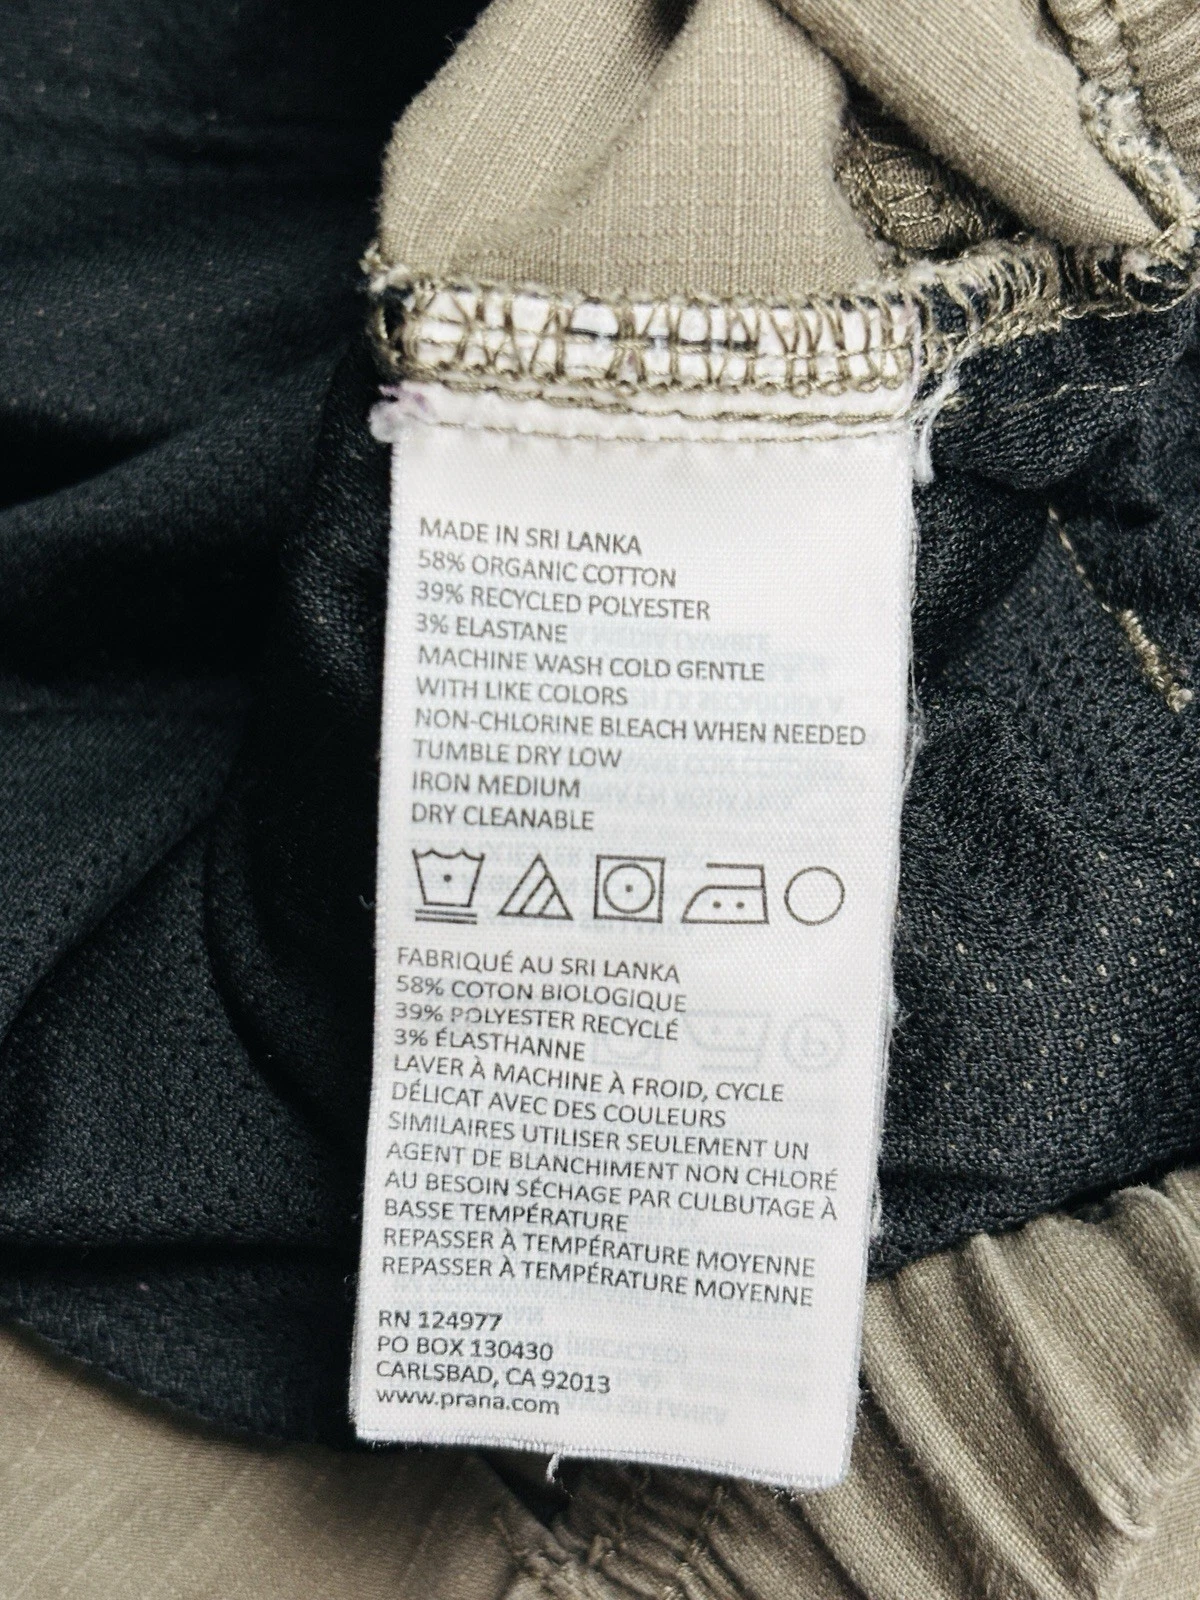 MADE IN SRI LANKA
58% ORGANIC COTTON
39% RECYCLED POLYESTER
3% ELASTANE
MACHINE WASH COLD GENTLE
WITH LIKE COLORS
NON-CHLORINE BLEACH WHEN NEEDED
TUMBLE DRY LOW
IRON MEDIUM
DRY CLEANABLE
FABRIQUÉ AU SRI LANKA
58% COTON BIOLOGIQUE
39% POLYESTER RECYCLÉ
3% ÉLASTHANNE
LAVER À MACHINE À FROID, CYCLE
DÉLICAT AVEC DES COULEURS
SIMILAIRES UTILISER SEULEMENT UN
AGENT DE BLANCHIMENT NON CHLORÉ
AU BESOIN SÉCHAGE PAR CULBUTAGE À
BASSE TEMPÉRATURE
REPASSER À TEMPÉRATURE MOYENNE
REPASSER À TEMPÉRATURE MOYENNE
RN 124977
PO BOX 130430
CARLSBAD, CA 92013
www.prana.com